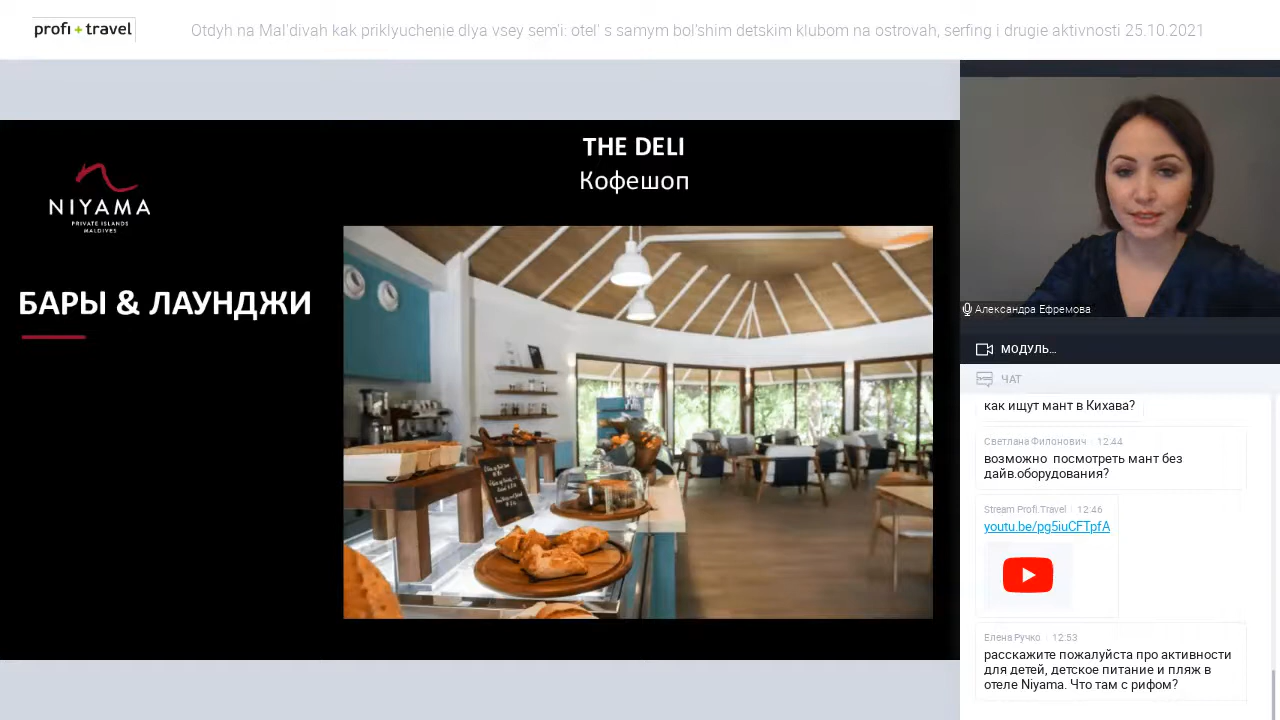 profi + travel
Otdyh na Mal'divah kak priklyuchenie dlya vsey sem'i: otel' s samym bol'shim detskim klubom na ostrovah, serfing i drugie aktivnosti 25.10.2021
THE DELI
Кофешоп
NIYAMA
PRIVATE ISLANDS
MALDIVES
БАРЫ & ЛАУНДЖИ
Александра Ефремова
МОДУЛЬ...
ЧАТ
как ищут мант в Кихава?
Светлана Филонович 12:44
возможно посмотреть мант без
дайв.оборудования?
Stream Profi.Travel 12:46
youtu.be/pg5iuCFTpfA
Елена Ручко 12:53
расскажите пожалуйста про активности
для детей, детское питание и пляж в
отеле Niyama. Что там с рифом?